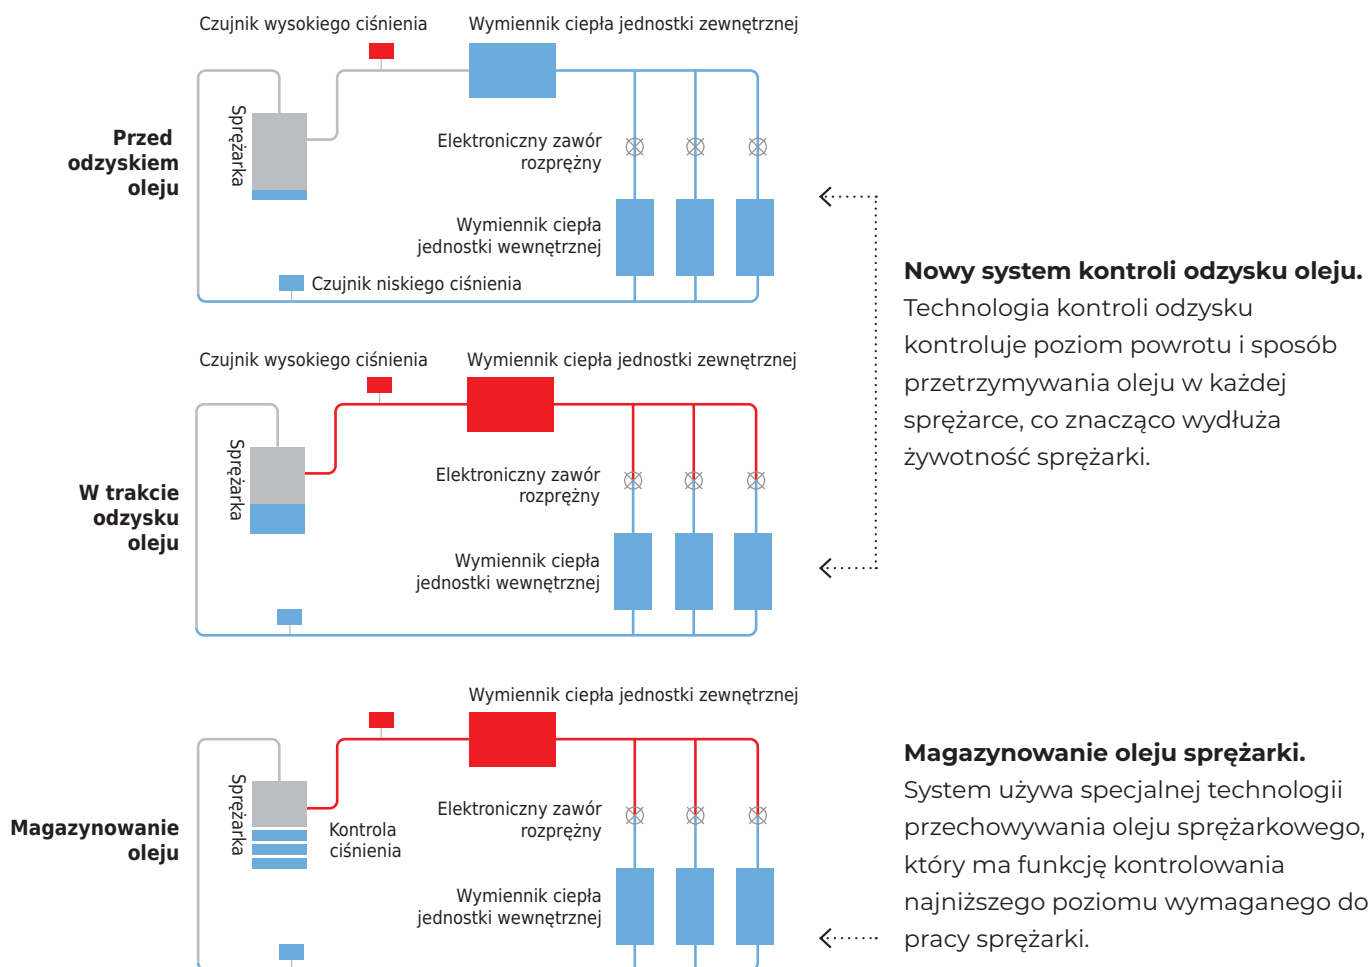 Czujnik wysokiego ciśnienia
Wymiennik ciepła jednostki zewnętrznej
Sprężarka
Przed
odzyskiem
oleju
Elektroniczny zawór
rozprężny
Wymiennik ciepła
jednostki wewnętrznej
Czujnik niskiego ciśnienia
Czujnik wysokiego ciśnienia
Wymiennik ciepła jednostki zewnętrznej
Sprężarka
W trakcie
odzysku
oleju
Elektroniczny zawór
rozprężny
Wymiennik ciepła
jednostki wewnętrznej
Nowy system kontroli odzysku oleju.
Technologia kontroli odzysku
kontroluje poziom powrotu i sposób
przetrzymywania oleju w każdej
sprężarce, co znacząco wydłuża
żywotność sprężarki.
Wymiennik ciepła jednostki zewnętrznej
Sprężarka
Magazynowanie
oleju
Kontrola
ciśnienia
Elektroniczny zawór
rozprężny
Wymiennik ciepła
jednostki wewnętrznej
Magazynowanie oleju sprężarki.
System używa specjalnej technologii
przechowywania oleju sprężarkowego,
który ma funkcję kontrolowania
najniższego poziomu wymaganego do
pracy sprężarki.